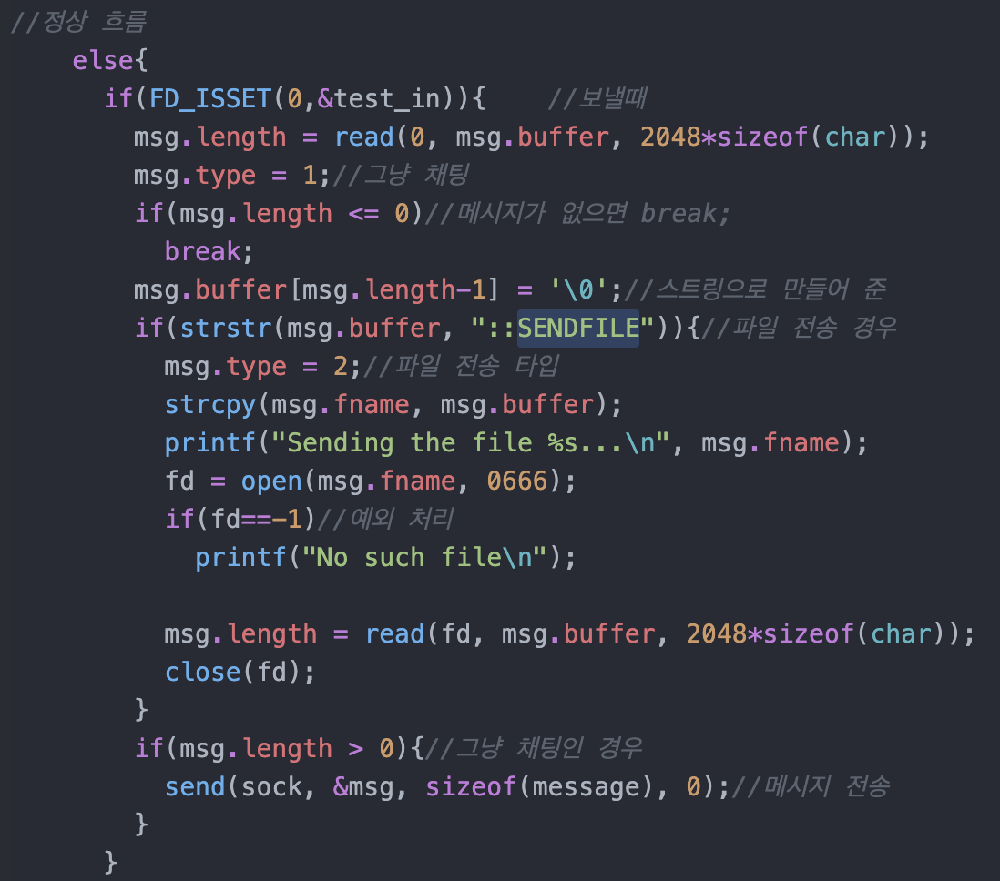 //정상 흐름
else{
if(FD_ISSET(0,&test_in)){    //보낼때
msg.length = read(0, msg.buffer, 2048*sizeof(char));
msg.type = 1;//그냥 채팅
if(msg.length <= 0)//메시지가 없으면 break;
break;
msg.buffer[msg.length-1] = '\0';//스트링으로 만들어 준
if(strstr(msg.buffer, "::SENDFILE")){//파일 전송 경우
msg.type = 2;//파일 전송 타입
strcpy(msg.fname, msg.buffer);
printf("Sending the file %s...\n", msg.fname);
fd = open(msg.fname, 0666);
if(fd==-1)//예외 처리
printf("No such file\n");
msg.length = read(fd, msg.buffer, 2048*sizeof(char));
close(fd);
}
if(msg.length > 0){//그냥 채팅인 경우
send(sock, &msg, sizeof(message), 0);//메시지 전송
}
}